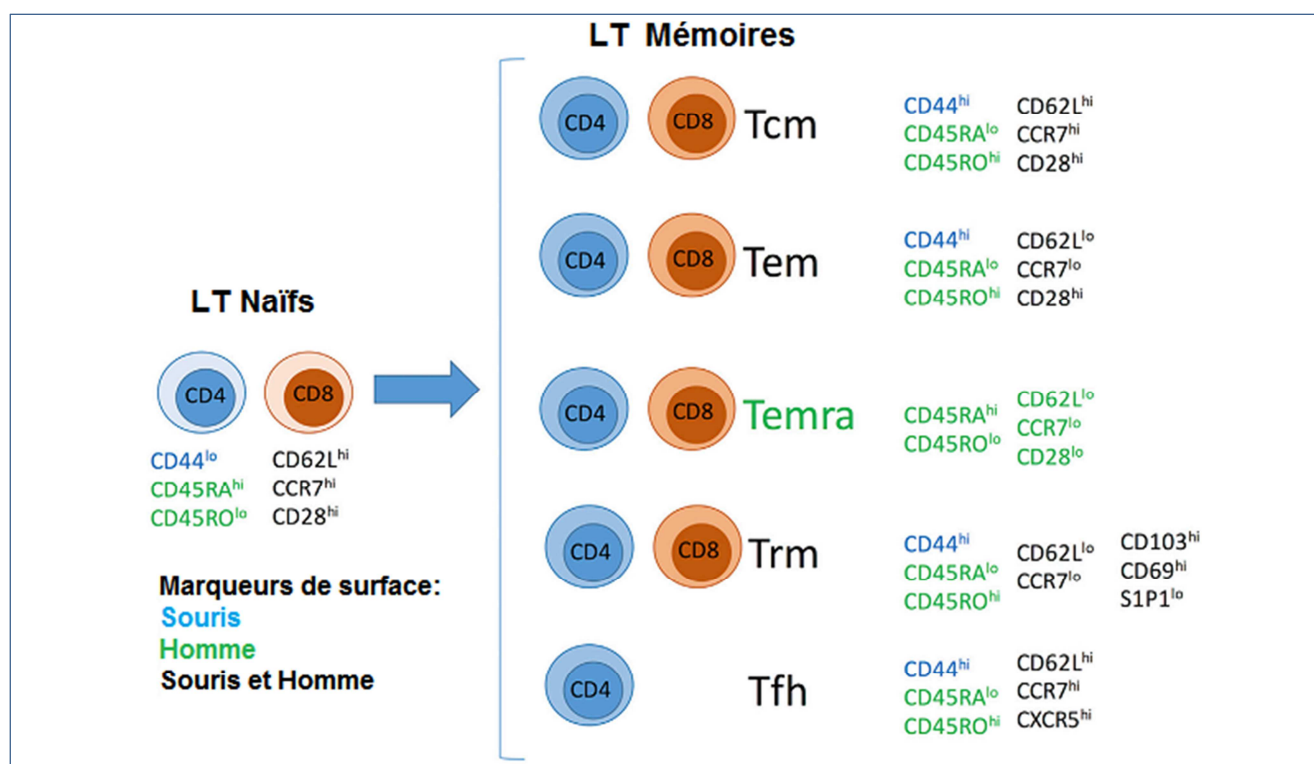 LT Mémoires
CD4 CD8 Tcm
CD44hi CD62Lhi
CD45RAlo CCR7hi
CD45ROhi CD28hi
CD4 CD8 Tem
CD44hi CD62Llo
CD45RAlo CCR7lo
CD45ROhi CD28hi
LT Naïfs
CD4 CD8
CD44lo CD62Lhi
CD45RAhi CCR7hi
CD45ROlo CD28hi
CD4 CD8 Temra
CD45RAhi CD62Llo
CD45ROlo CCR7lo
CD28lo
CD4 CD8 Trm
CD44hi CD62Llo CD103hi
CD45RAlo CCR7lo CD69hi
CD45ROhi S1P1lo
Marqueurs de surface:
Souris
Homme
Souris et Homme
CD4 Tfh
CD44hi CD62Lhi
CD45RAlo CCR7hi
CD45ROhi CXCR5hi